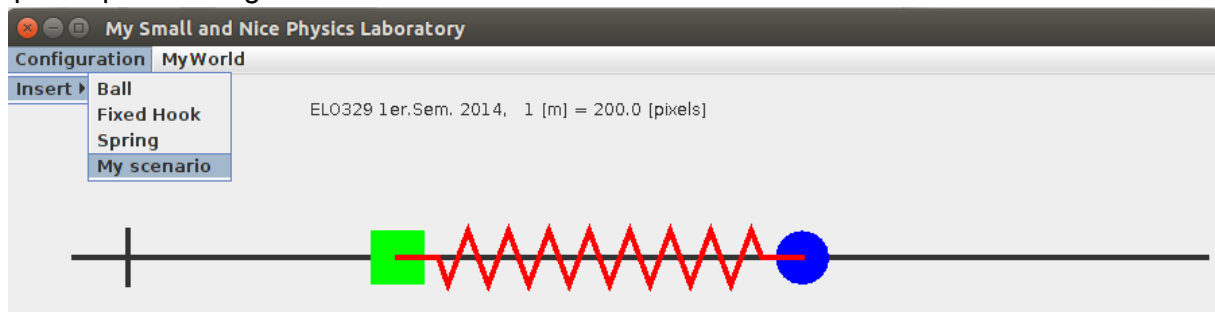 My Small and Nice Physics Laboratory
Configuration MyWorld
Insert
Ball
Fixed Hook
Spring
My scenario
ELO329 1er.Sem. 2014, 1 [m] = 200.0 [pixels]